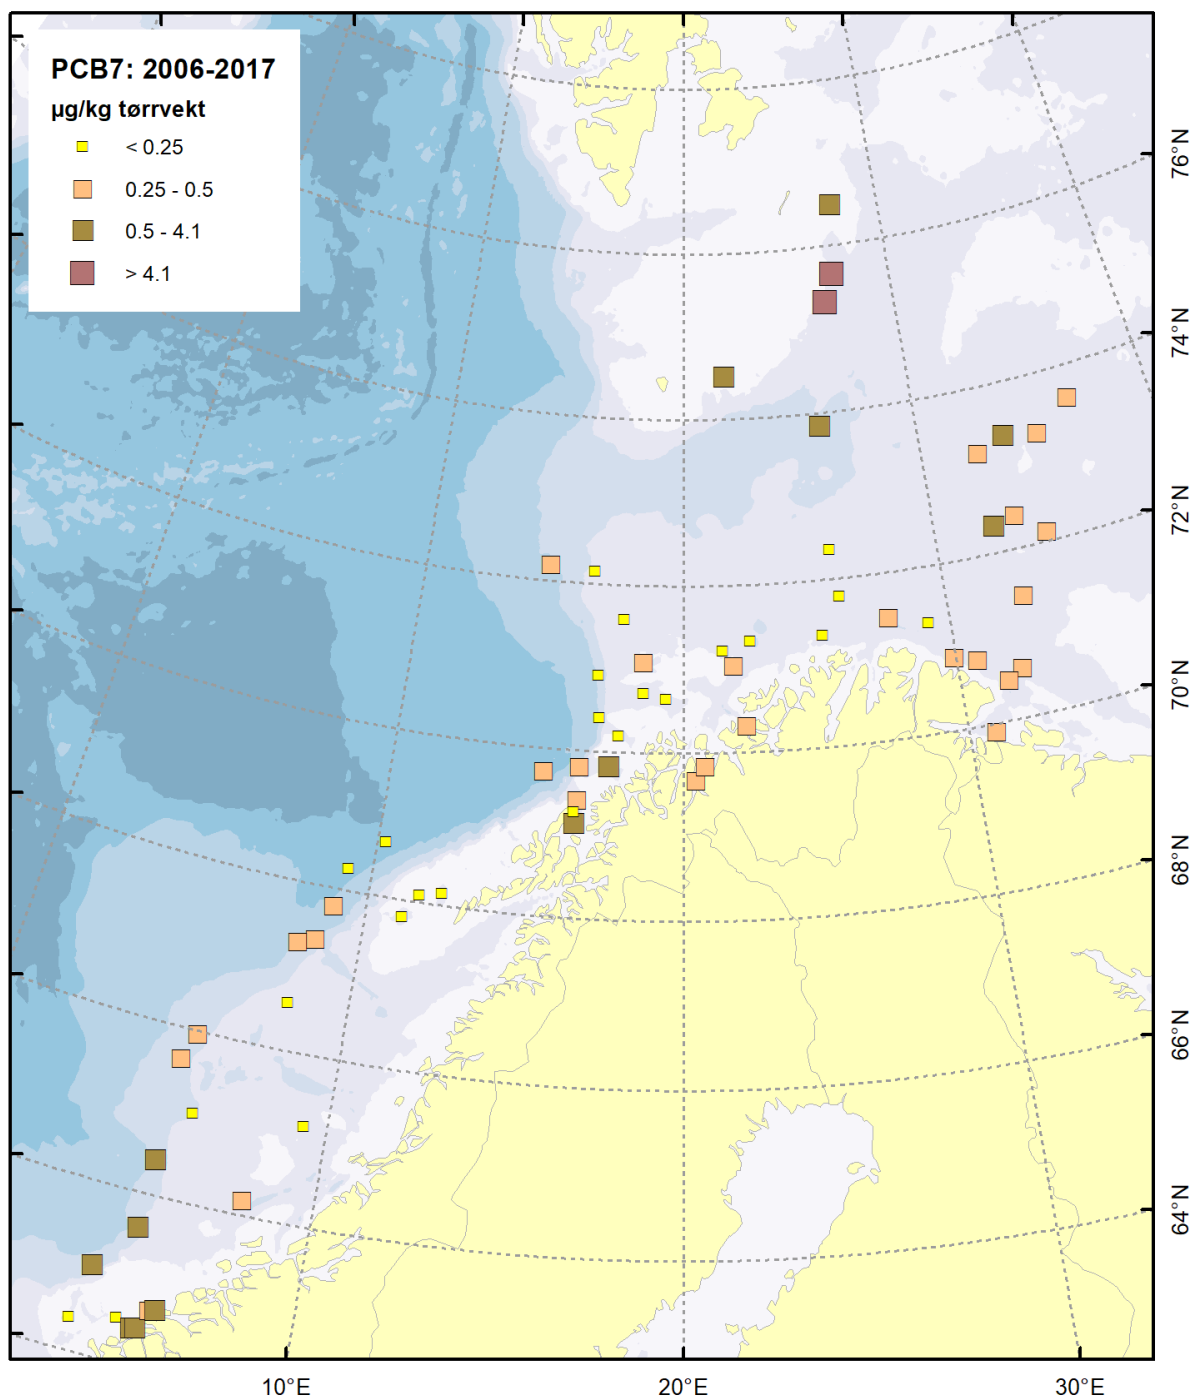 PCB7: 2006-2017
µg/kg tørrvekt
< 0.25
0.25 - 0.5
0.5 - 4.1
> 4.1
76°N
74°N
72°N
70°N
68°N
66°N
64°N
10°E
20°E
30°E